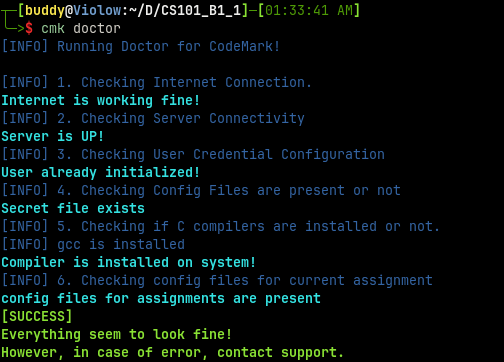 [buddy@Violow:~/D/CS101_B1_1]-[01:33:41 AM]
>$ cmk doctor
[INFO] Running Doctor for CodeMark!
[INFO] 1. Checking Internet Connection.
Internet is working fine!
[INFO] 2. Checking Server Connectivity
Server is UP!
[INFO] 3. Checking User Credential Configuration
User already initialized!
[INFO] 4. Checking Config Files are present or not
Secret file exists
[INFO] 5. Checking if C compilers are installed or not.
[INFO] gcc is installed
Compiler is installed on system!
[INFO] 6. Checking config files for current assignment
config files for assignments are present
[SUCCESS]
Everything seem to look fine!
However, in case of error, contact support.